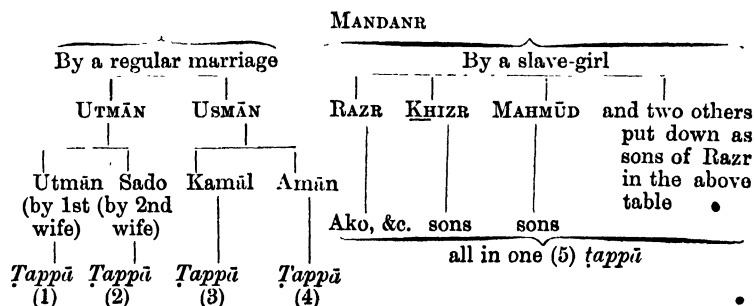 MANDANR
By a regular marriage By a slave-girl
UTMĀN USMĀN RAZR KHIZR MAHMŪD and two others
put down as
sons of Razr
in the above
table
Utmān Sado Kamāl Amān
(by 1st (by 2nd
wife) wife)
Ako, &c. sons sons
all in one (5) ṭappā
Ṭappā Ṭappā Ṭappā Ṭappā
(1) (2) (3) (4)